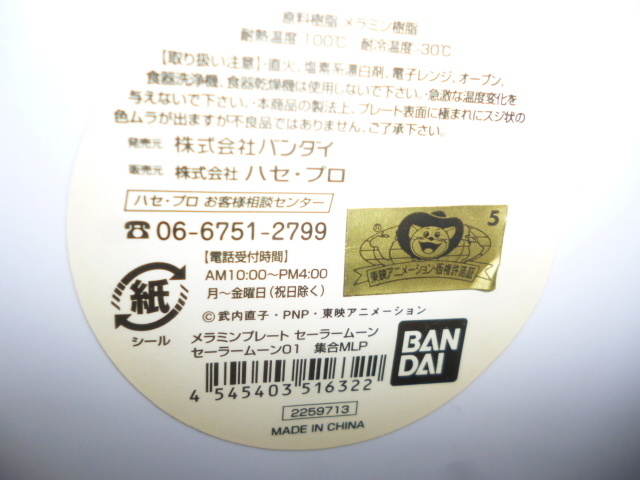 原料樹脂 メラミン樹脂
耐熱温度 100℃ 耐冷温度 -30℃
【取り扱い注意】・直火、塩素系漂白剤、電子レンジ、オーブン、
食器洗浄機、食器乾燥機は使用しないで下さい。・急激な温度変化を
与えないで下さい。・本商品の製法上、プレート表面に極まれにスジ状の
色ムラが出ますが不良品ではありません、ご了承下さい。
発売元 株式会社バンダイ
販売元 株式会社 ハセ・プロ
ハセ・プロ お客様相談センター
☎06-6751-2799
【電話受付時間】
AM10:00〜PM4:00
月〜金曜日(祝日除く)
紙
シール
5
東映アニメーション・版権許諾証
©武内直子・PNP・東映アニメーション
メラミンプレート セーラームーン
セーラームーン01 集合MLP
BAN
DAI
4 545403 516322
2259713
MADE IN CHINA